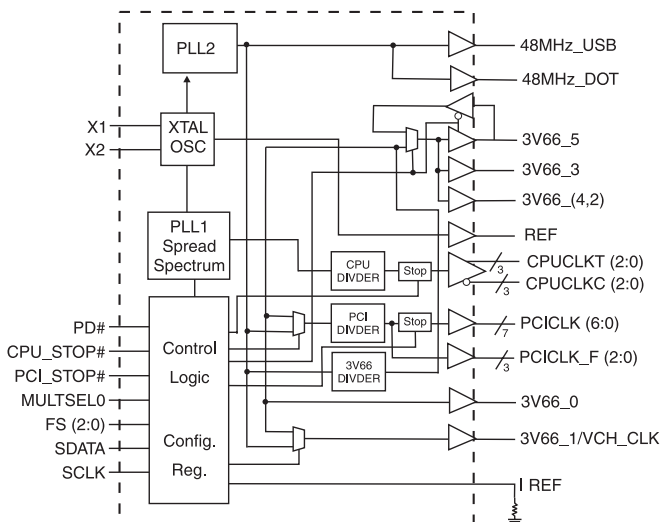 PLL2
48MHz_USB
48MHz_DOT
X1
X2
XTAL
OSC
3V66_5
3V66_3
3V66_(4,2)
REF
PLL1
Spread
Spectrum
CPU
DIVDER
Stop
3
CPUCLKT (2:0)
3
CPUCLKC (2:0)
PD#
CPU_STOP#
PCI_STOP#
MULTSEL0
FS (2:0)
SDATA
SCLK
Control
Logic
Config.
Reg.
PCI
DIVDER
Stop
7
PCICLK (6:0)
3
PCICLK_F (2:0)
3V66
DIVDER
3V66_0
3V66_1/VCH_CLK
I REF